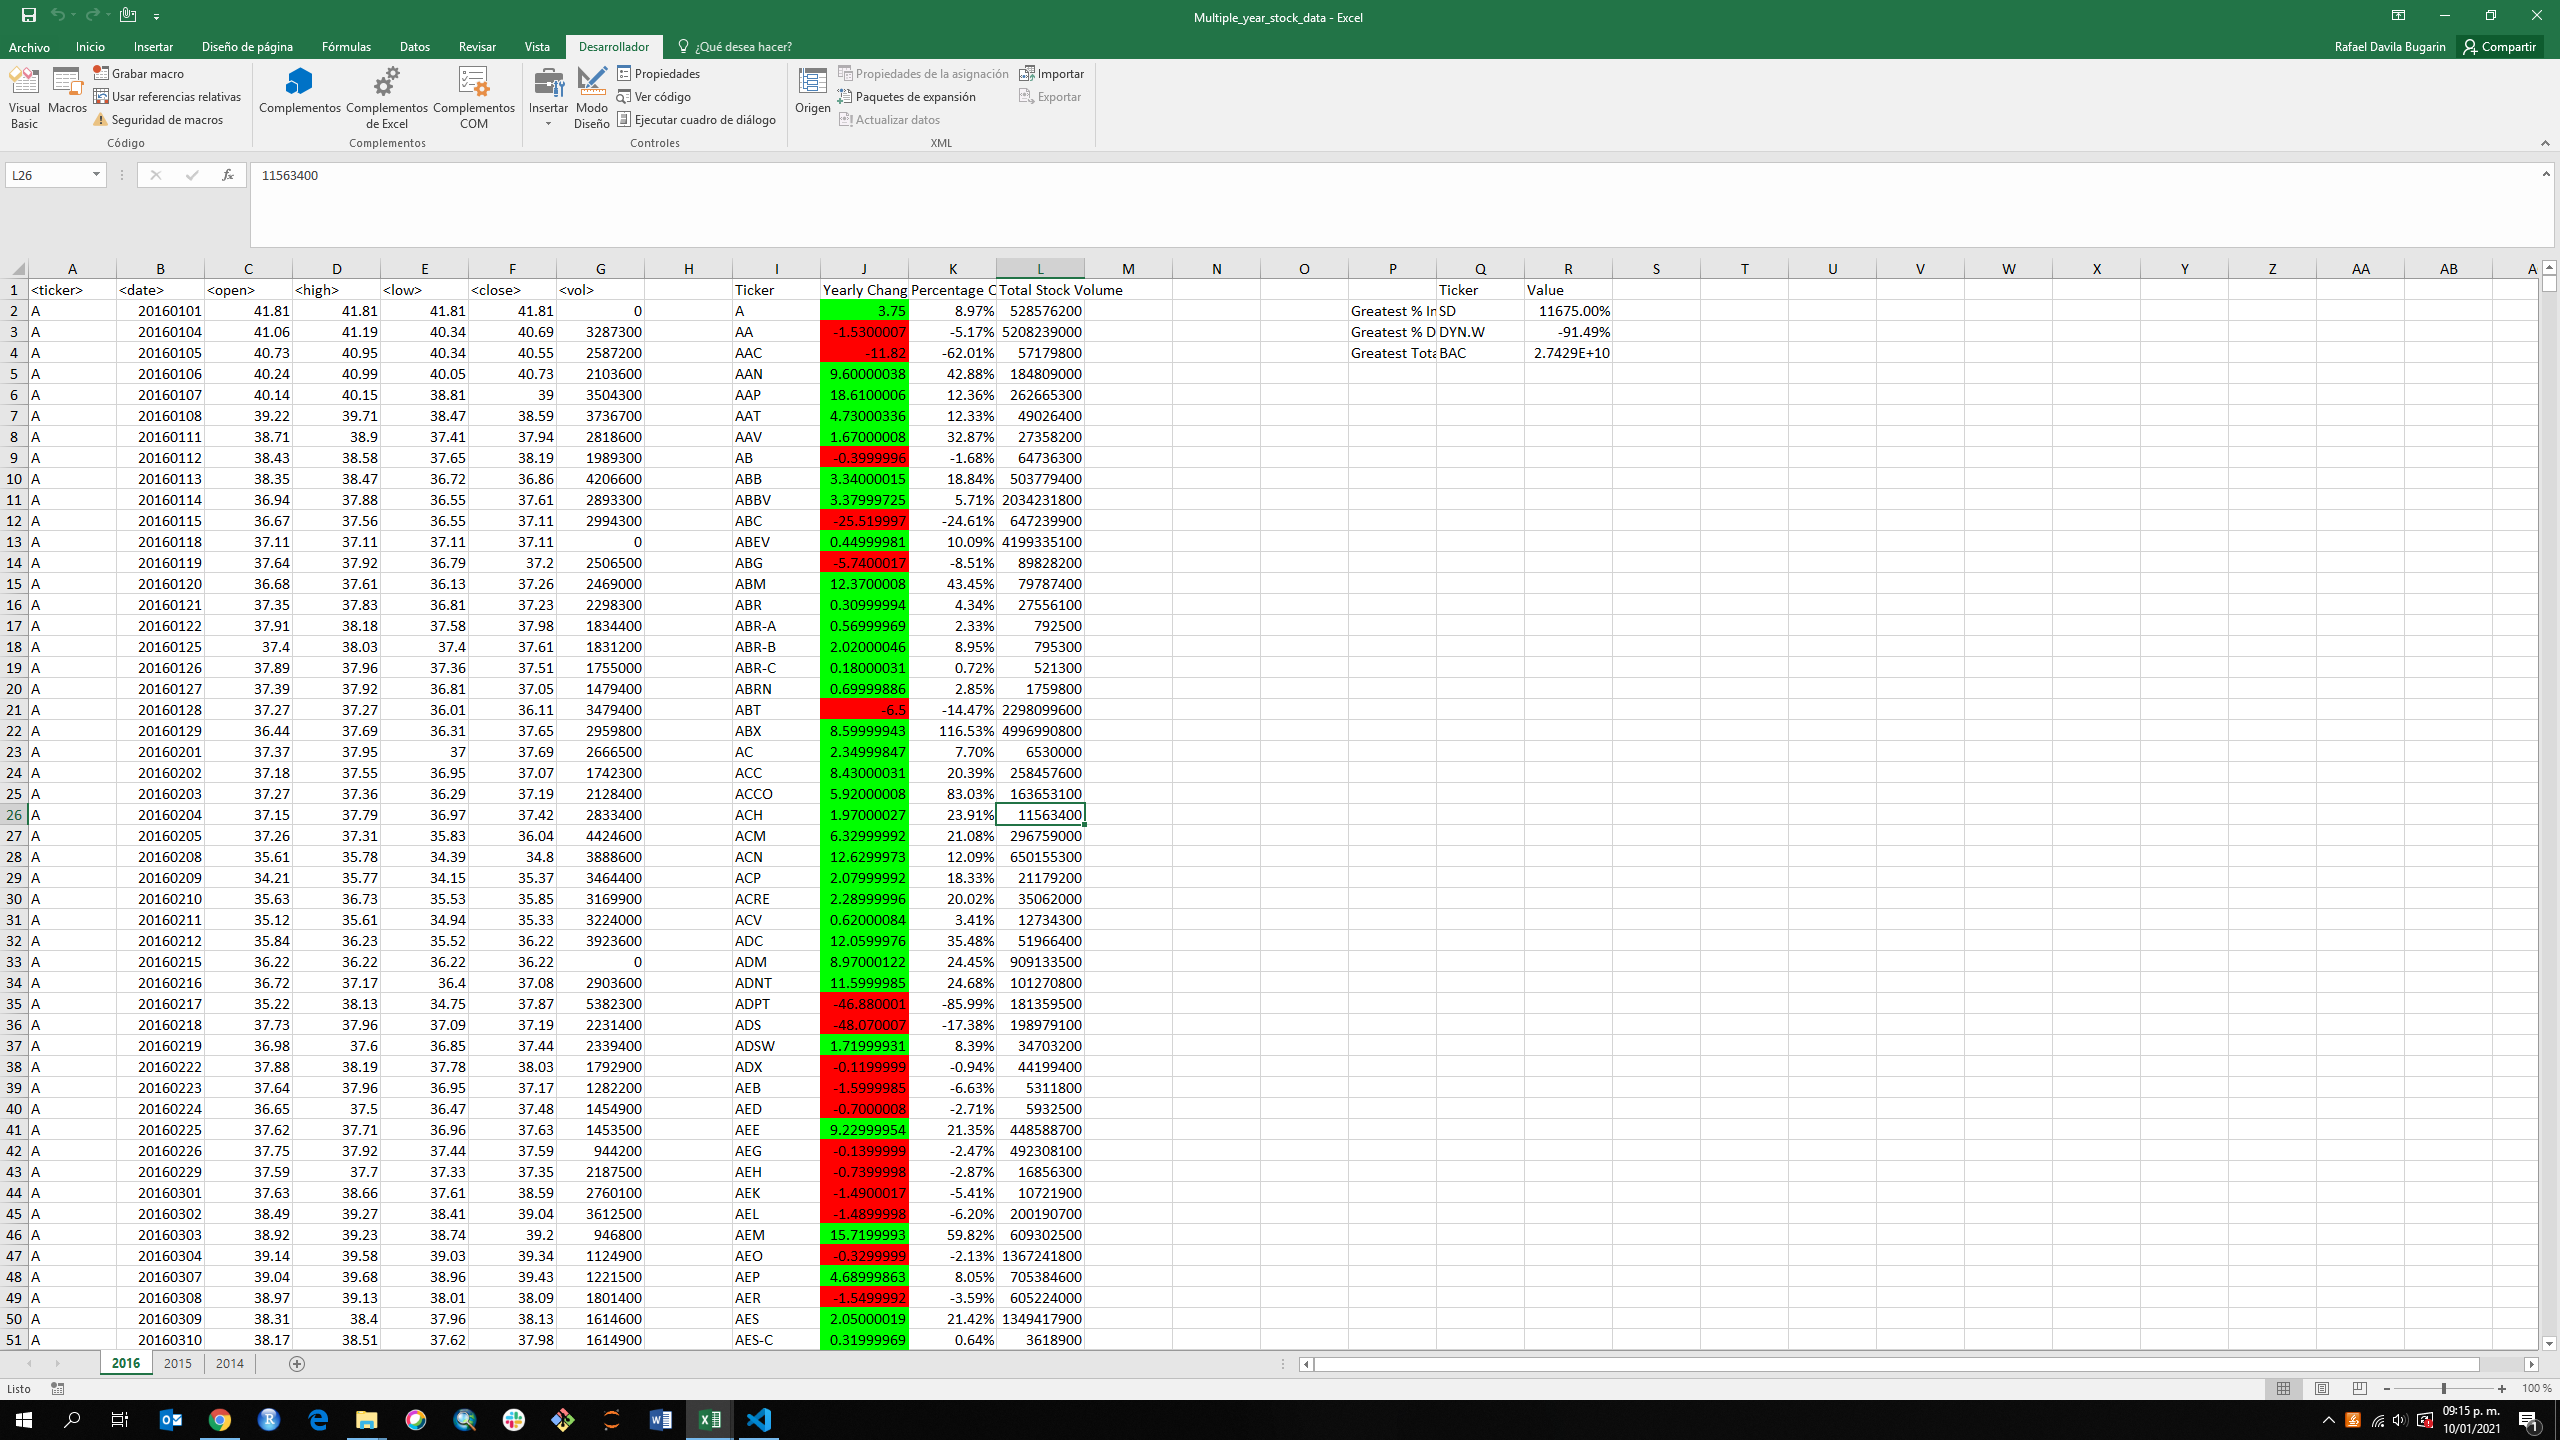 Multiple_year_stock_data - Excel
Archivo Inicio Insertar Diseño de página Fórmulas Datos Revisar Vista Desarrollador ¿Qué desea hacer? Rafael Davila Bugarin Compartir
Visual Basic Macros Grabar macro Usar referencias relativas Seguridad de macros Código
Complementos Complementos de Excel Complementos COM Complementos
Insertar Modo Diseño Propiedades Ver código Ejecutar cuadro de diálogo Controles
Origen Propiedades de la asignación Paquetes de expansión Actualizar datos Importar Exportar XML
L26 fx 11563400
A B C D E F G H I J K L M N O P Q R S T U V W X Y Z AA AB A
1 <ticker> <date> <open> <high> <low> <close> <vol> Ticker Yearly Chang Percentage C Total Stock Volume Ticker Value
2 A 20160101 41.81 41.81 41.81 41.81 0 A 3.75 8.97% 528576200 Greatest % In SD 11675.00%
3 A 20160104 41.06 41.19 40.34 40.69 3287300 AA -1.5300007 -5.17% 5208239000 Greatest % D DYN.W -91.49%
4 A 20160105 40.73 40.95 40.34 40.55 2587200 AAC -11.82 -62.01% 57179800 Greatest Tota BAC 2.7429E+10
5 A 20160106 40.24 40.99 40.05 40.73 2103600 AAN 9.60000038 42.88% 184809000
6 A 20160107 40.14 40.15 38.81 39 3504300 AAP 18.6100006 12.36% 262665300
7 A 20160108 39.22 39.71 38.47 38.59 3736700 AAT 4.73000336 12.33% 49026400
8 A 20160111 38.71 38.9 37.41 37.94 2818600 AAV 1.67000008 32.87% 27358200
9 A 20160112 38.43 38.58 37.65 38.19 1989300 AB -0.3999996 -1.68% 64736300
10 A 20160113 38.35 38.47 36.72 36.86 4206600 ABB 3.34000015 18.84% 503779400
11 A 20160114 36.94 37.88 36.55 37.61 2893300 ABBV 3.37999725 5.71% 2034231800
12 A 20160115 36.67 37.56 36.55 37.11 2994300 ABC -25.519997 -24.61% 647239900
13 A 20160118 37.11 37.11 37.11 37.11 0 ABEV 0.44999981 10.09% 4199335100
14 A 20160119 37.64 37.92 36.79 37.2 2506500 ABG -5.7400017 -8.51% 89828200
15 A 20160120 36.68 37.61 36.13 37.26 2469000 ABM 12.3700008 43.45% 79787400
16 A 20160121 37.35 37.83 36.81 37.23 2298300 ABR 0.30999994 4.34% 27556100
17 A 20160122 37.91 38.18 37.58 37.98 1834400 ABR-A 0.56999969 2.33% 792500
18 A 20160125 37.4 38.03 37.4 37.61 1831200 ABR-B 2.02000046 8.95% 795300
19 A 20160126 37.89 37.96 37.36 37.51 1755000 ABR-C 0.18000031 0.72% 521300
20 A 20160127 37.39 37.92 36.81 37.05 1479400 ABRN 0.69999886 2.85% 1759800
21 A 20160128 37.27 37.27 36.01 36.11 3479400 ABT -6.5 -14.47% 2298099600
22 A 20160129 36.44 37.69 36.31 37.65 2959800 ABX 8.59999943 116.53% 4996990800
23 A 20160201 37.37 37.95 37 37.69 2666500 AC 2.34999847 7.70% 6530000
24 A 20160202 37.18 37.55 36.95 37.07 1742300 ACC 8.43000031 20.39% 258457600
25 A 20160203 37.27 37.36 36.29 37.19 2128400 ACCO 5.92000008 83.03% 163653100
26 A 20160204 37.15 37.79 36.97 37.42 2833400 ACH 1.97000027 23.91% 11563400
27 A 20160205 37.26 37.31 35.83 36.04 4424600 ACM 6.32999992 21.08% 296759000
28 A 20160208 35.61 35.78 34.39 34.8 3888600 ACN 12.6299973 12.09% 650155300
29 A 20160209 34.21 35.77 34.15 35.37 3464400 ACP 2.07999992 18.33% 21179200
30 A 20160210 35.63 36.73 35.53 35.85 3169900 ACRE 2.28999996 20.02% 35062000
31 A 20160211 35.12 35.61 34.94 35.33 3224000 ACV 0.62000084 3.41% 12734300
32 A 20160212 35.84 36.23 35.52 36.22 3923600 ADC 12.0599976 35.48% 51966400
33 A 20160215 36.22 36.22 36.22 36.22 0 ADM 8.97000122 24.45% 909133500
34 A 20160216 36.72 37.17 36.4 37.08 2903600 ADNT 11.5999985 24.68% 101270800
35 A 20160217 35.22 38.13 34.75 37.87 5382300 ADPT -46.880001 -85.99% 181359500
36 A 20160218 37.73 37.96 37.09 37.19 2231400 ADS -48.070007 -17.38% 198979100
37 A 20160219 36.98 37.6 36.85 37.44 2339400 ADSW 1.71999931 8.39% 34703200
38 A 20160222 37.88 38.19 37.78 38.03 1792900 ADX -0.1199999 -0.94% 44199400
39 A 20160223 37.64 37.96 36.95 37.17 1282200 AEB -1.5999985 -6.63% 5311800
40 A 20160224 36.65 37.5 36.47 37.48 1454900 AED -0.7000008 -2.71% 5932500
41 A 20160225 37.62 37.71 36.96 37.63 1453500 AEE 9.22999954 21.35% 448588700
42 A 20160226 37.75 37.92 37.44 37.59 944200 AEG -0.1399999 -2.47% 492308100
43 A 20160229 37.59 37.7 37.33 37.35 2187500 AEH -0.7399998 -2.87% 16856300
44 A 20160301 37.63 38.66 37.61 38.59 2760100 AEK -1.4900017 -5.41% 10721900
45 A 20160302 38.49 39.27 38.41 39.04 3612500 AEL -1.4899998 -6.20% 200190700
46 A 20160303 38.92 39.23 38.74 39.2 946800 AEM 15.7199993 59.82% 609302500
47 A 20160304 39.14 39.58 39.03 39.34 1124900 AEO -0.3299999 -2.13% 1367241800
48 A 20160307 39.04 39.68 38.96 39.43 1221500 AEP 4.68999863 8.05% 705384600
49 A 20160308 38.97 39.13 38.01 38.09 1801400 AER -1.5499992 -3.59% 605224000
50 A 20160309 38.31 38.4 37.96 38.13 1614600 AES 2.05000019 21.42% 1349417900
51 A 20160310 38.17 38.51 37.62 37.98 1614900 AES-C 0.31999969 0.64% 3618900
2016 2015 2014
Listo 100 %
09:15 p. m.
10/01/2021